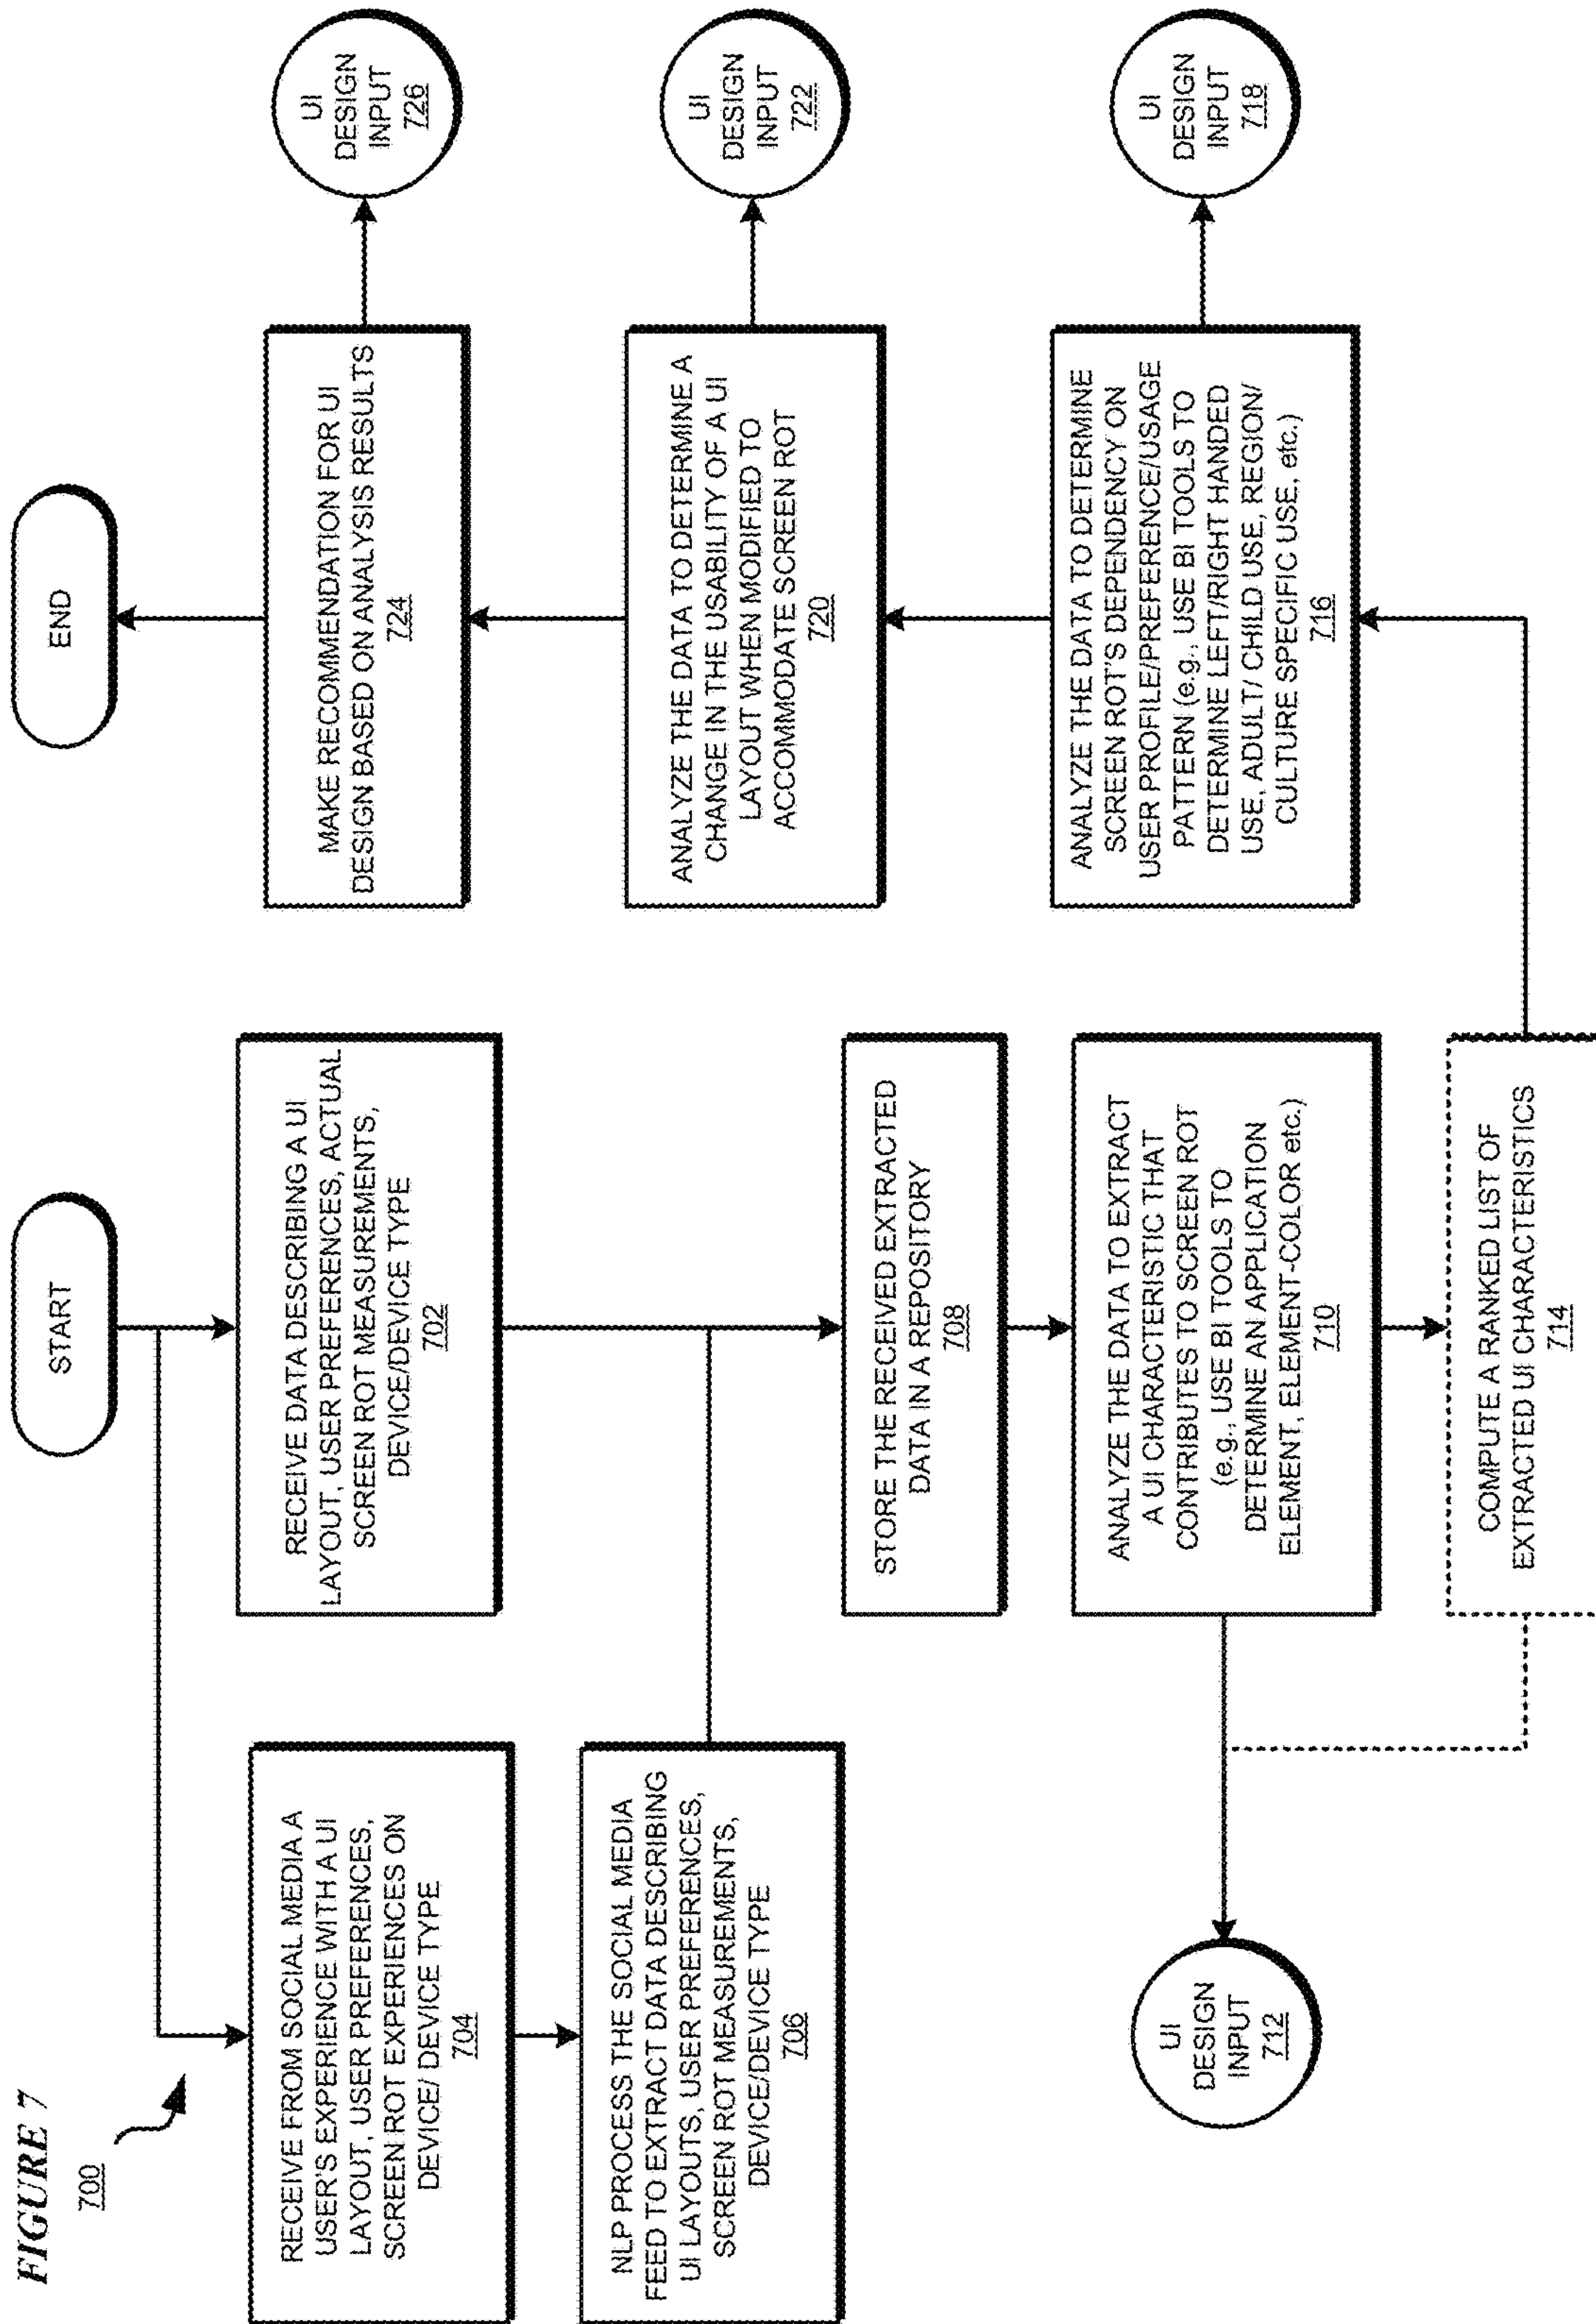 FIGURE 7
700
START
RECEIVE FROM SOCIAL MEDIA A
USER'S EXPERIENCE WITH A UI
LAYOUT, USER PREFERENCES,
SCREEN ROT EXPERIENCES ON
DEVICE/ DEVICE TYPE
704
RECEIVE DATA DESCRIBING A UI
LAYOUT, USER PREFERENCES, ACTUAL
SCREEN ROT MEASUREMENTS,
DEVICE/DEVICE TYPE
702
NLP PROCESS THE SOCIAL MEDIA
FEED TO EXTRACT DATA DESCRIBING
UI LAYOUTS, USER PREFERENCES,
SCREEN ROT MEASUREMENTS,
DEVICE/DEVICE TYPE
706
STORE THE RECEIVED EXTRACTED
DATA IN A REPOSITORY
708
ANALYZE THE DATA TO EXTRACT
A UI CHARACTERISTIC THAT
CONTRIBUTES TO SCREEN ROT
(e.g., USE BI TOOLS TO
DETERMINE AN APPLICATION
ELEMENT, ELEMENT-COLOR etc.)
710
UI
DESIGN
INPUT
712
COMPUTE A RANKED LIST OF
EXTRACTED UI CHARACTERISTICS
714
ANALYZE THE DATA TO DETERMINE
SCREEN ROT'S DEPENDENCY ON
USER PROFILE/PREFERENCE/USAGE
PATTERN (e.g., USE BI TOOLS TO
DETERMINE LEFT/RIGHT HANDED
USE, ADULT/ CHILD USE, REGION/
CULTURE SPECIFIC USE, etc.)
716
UI
DESIGN
INPUT
718
ANALYZE THE DATA TO DETERMINE A
CHANGE IN THE USABILITY OF A UI
LAYOUT WHEN MODIFIED TO
ACCOMMODATE SCREEN ROT
720
UI
DESIGN
INPUT
722
MAKE RECOMMENDATION FOR UI
DESIGN BASED ON ANALYSIS RESULTS
724
UI
DESIGN
INPUT
726
END